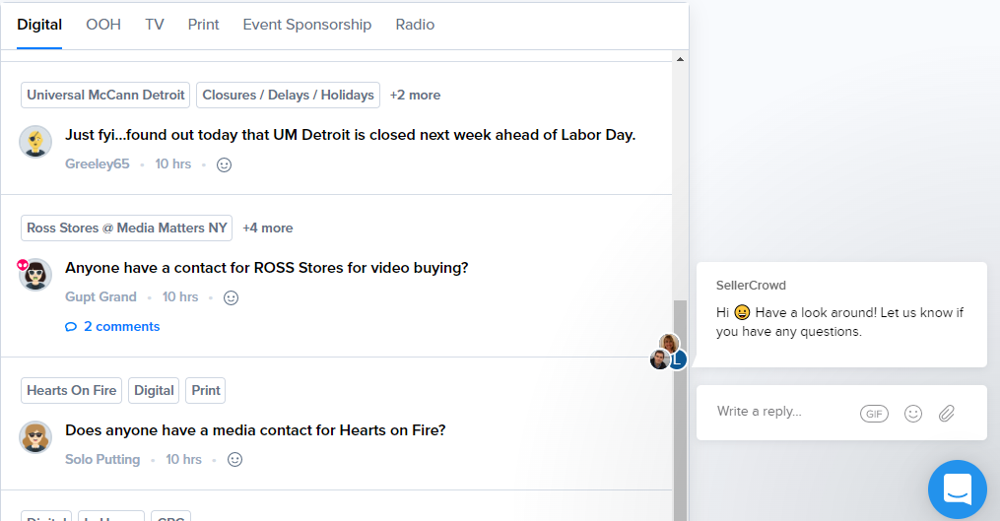 Digital OOH TV Print Event Sponsorship Radio
Universal McCann Detroit Closures / Delays / Holidays +2 more
Just fyi...found out today that UM Detroit is closed next week ahead of Labor Day.
Greeley65 • 10 hrs •
Ross Stores @ Media Matters NY +4 more
Anyone have a contact for ROSS Stores for video buying?
Gupt Grand • 10 hrs •
2 comments
Hearts On Fire Digital Print
Does anyone have a media contact for Hearts on Fire?
Solo Putting • 10 hrs •
SellerCrowd
Hi 😀 Have a look around! Let us know if
you have any questions.
L
Write a reply...
GIF